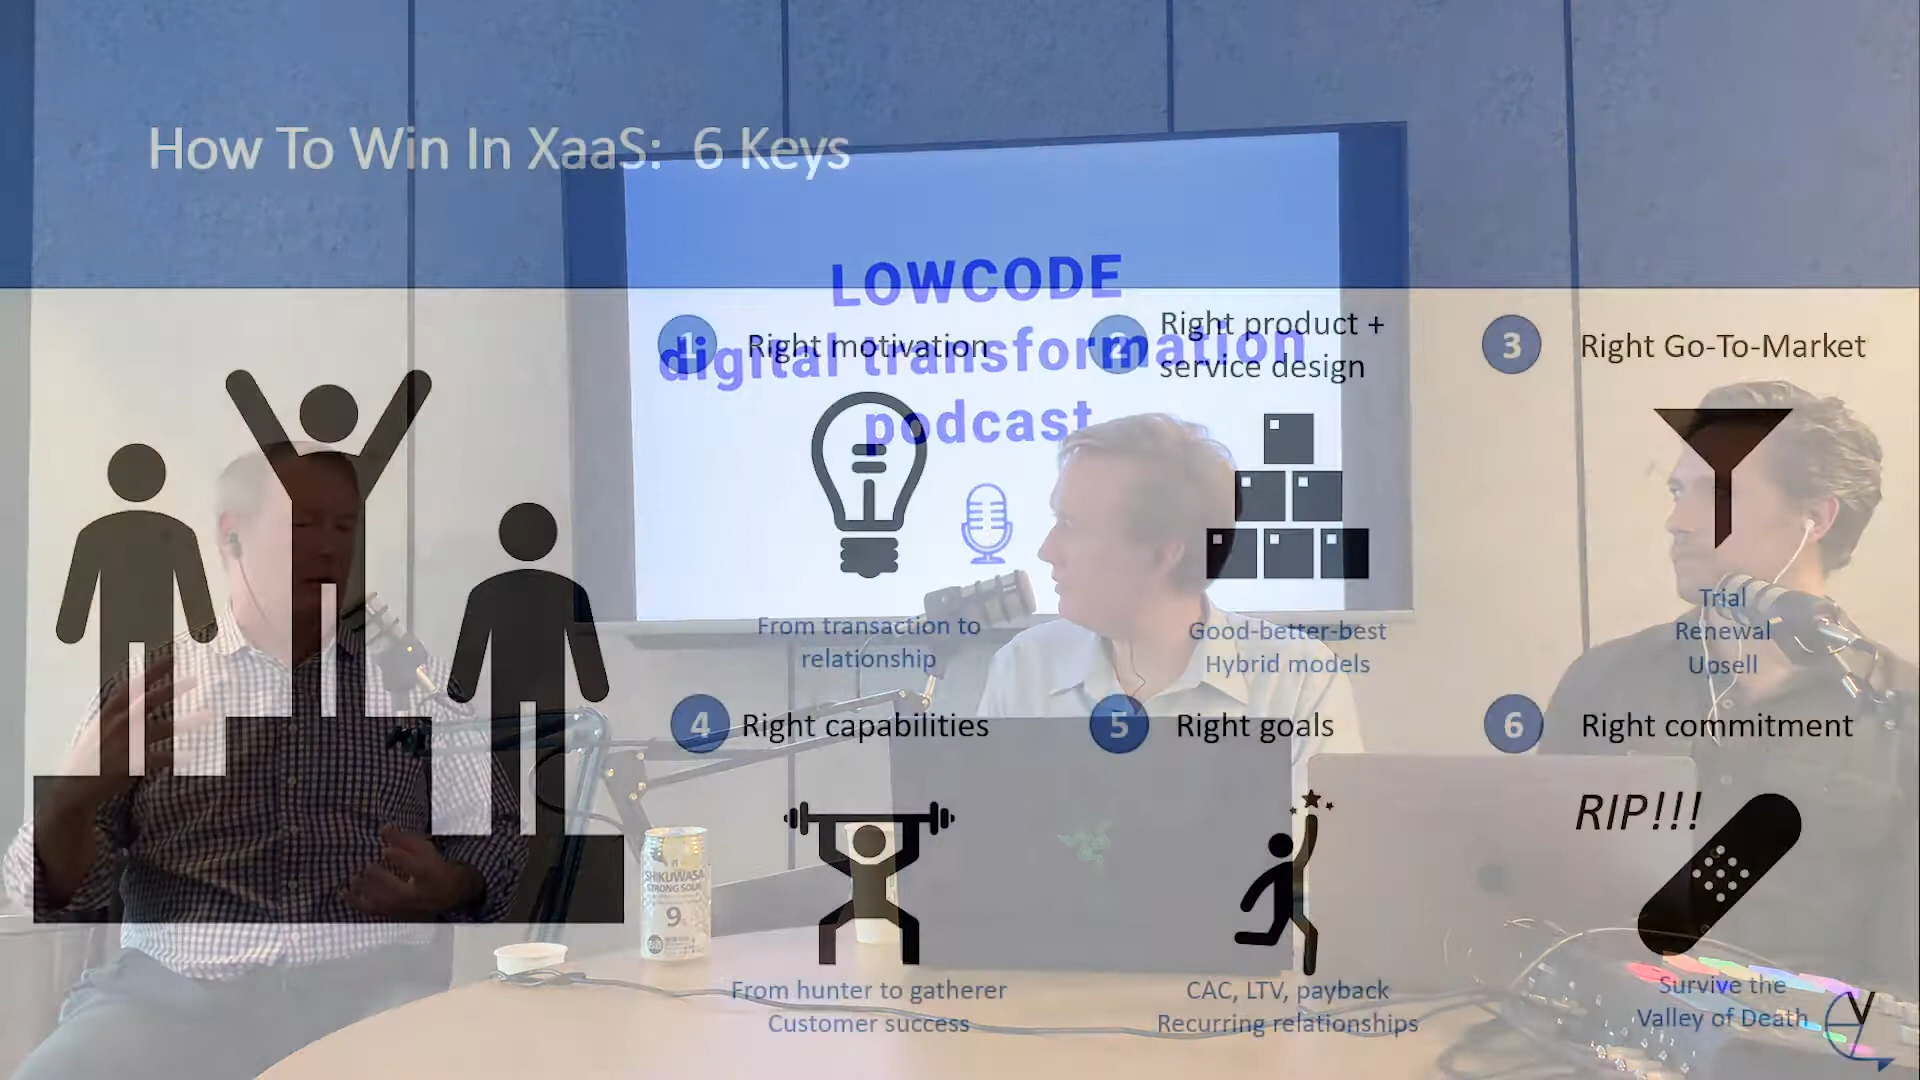 How To Win In XaaS: 6 Keys
LOWCODE
digital transformation
podcast
1
Right motivation
From transaction to
relationship
2
Right product +
service design
Good-better-best
Hybrid models
3
Right Go-To-Market
Trial
Renewal
Upsell
4
Right capabilities
From hunter to gatherer
Customer success
5
Right goals
CAC, LTV, payback
Recurring relationships
6
Right commitment
RIP!!!
Survive the
Valley of Death
SHIKUWASA
STRONG SOUR
9